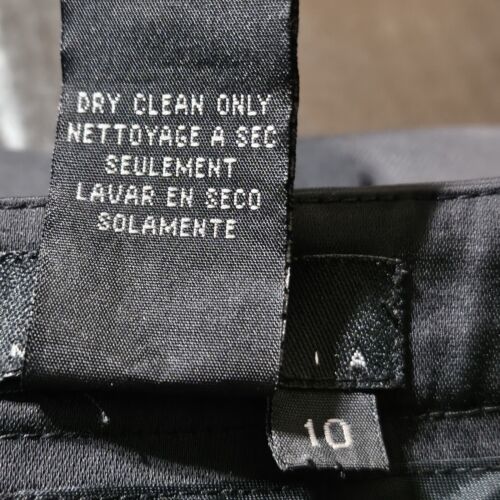 DRY CLEAN ONLY
NETTOYAGE A SEC
SEULEMENT
LAVAR EN SECO
SOLAMENTE
N I A
10